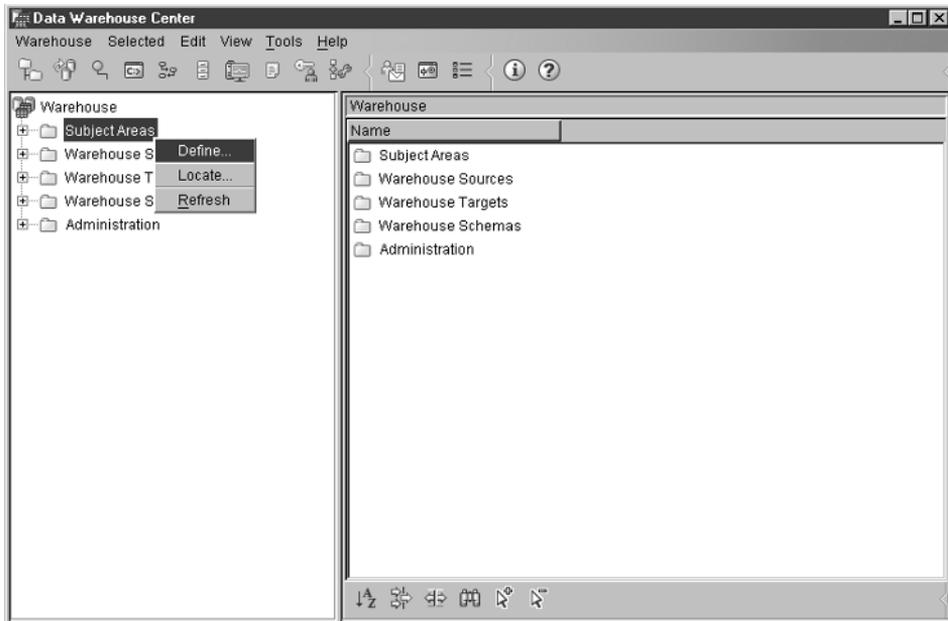 Data Warehouse Center
Warehouse Selected Edit View Tools Help
Warehouse
Subject Areas
Define...
Warehouse S
Locate...
Warehouse T
Refresh
Warehouse S
Administration
Warehouse
Name
Subject Areas
Warehouse Sources
Warehouse Targets
Warehouse Schemas
Administration